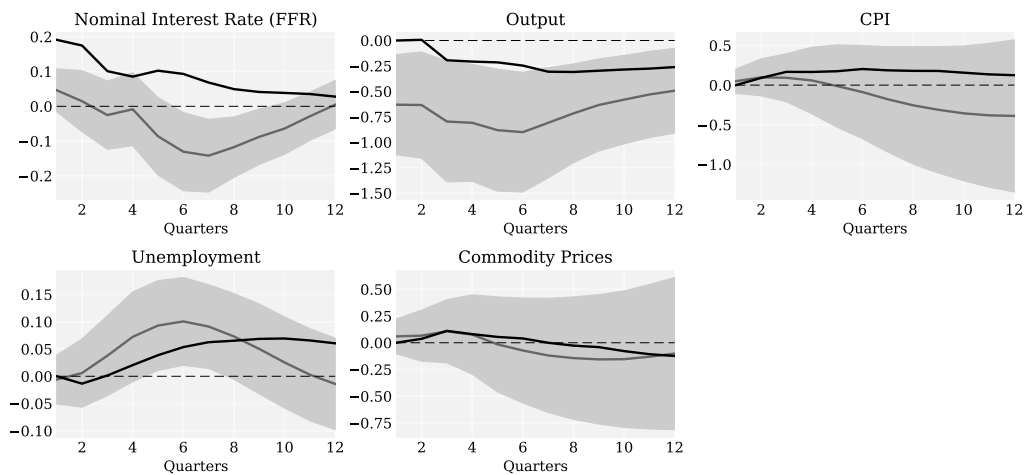 Nominal Interest Rate (FFR)
0.2
0.1
0.0
−0.1
−0.2
2 4 6 8 10 12
Quarters
Output
0.00
−0.25
−0.50
−0.75
−1.00
−1.25
−1.50
2 4 6 8 10 12
Quarters
CPI
0.5
0.0
−0.5
−1.0
2 4 6 8 10 12
Quarters
Unemployment
0.15
0.10
0.05
0.00
−0.05
−0.10
2 4 6 8 10 12
Quarters
Commodity Prices
0.50
0.25
0.00
−0.25
−0.50
−0.75
2 4 6 8 10 12
Quarters